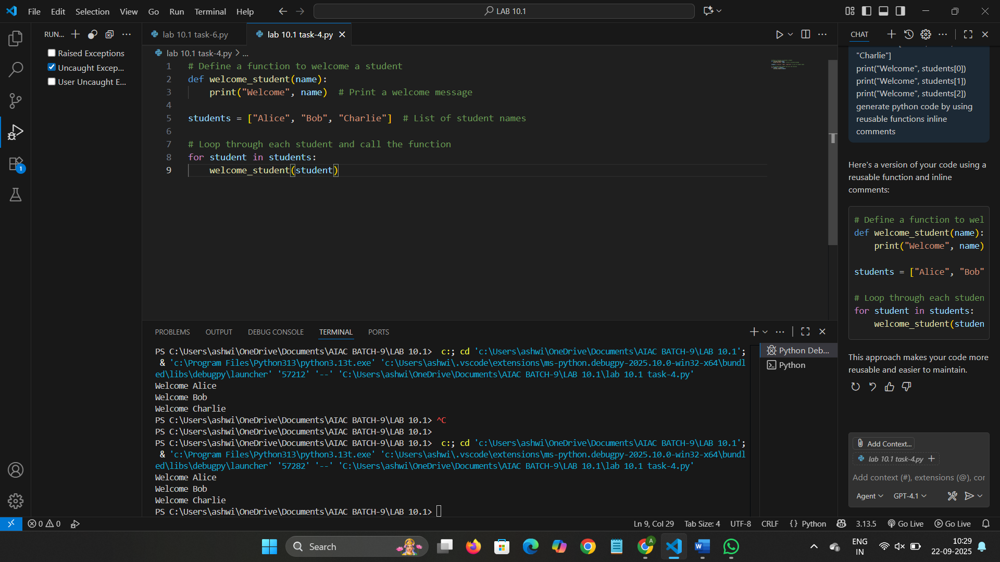 File Edit Selection View Go Run Terminal Help
LAB 10.1
RUN...
Raised Exceptions
Uncaught Excep...
User Uncaught E...
1
lab 10.1 task-6.py
lab 10.1 task-4.py
lab 10.1 task-4.py > ...
1 # Define a function to welcome a student
2 def welcome_student(name):
3     print("Welcome", name)  # Print a welcome message
4
5 students = ["Alice", "Bob", "Charlie"]  # List of student names
6
7 # Loop through each student and call the function
8 for student in students:
9     welcome_student(student)
PROBLEMS OUTPUT DEBUG CONSOLE TERMINAL PORTS
PS C:\Users\ashwi\OneDrive\Documents\AIAC BATCH-9\LAB 10.1>  c:; cd 'c:\Users\ashwi\OneDrive\Documents\AIAC BATCH-9\LAB 10.1';
 & 'c:\Program Files\Python313\python3.13t.exe' 'c:\Users\ashwi\.vscode\extensions\ms-python.debugpy-2025.10.0-win32-x64\bundl
ed\libs\debugpy\launcher' '57212' '--' 'C:\Users\ashwi\OneDrive\Documents\AIAC BATCH-9\LAB 10.1\lab 10.1 task-4.py'
Welcome Alice
Welcome Bob
Welcome Charlie
PS C:\Users\ashwi\OneDrive\Documents\AIAC BATCH-9\LAB 10.1> ^C
PS C:\Users\ashwi\OneDrive\Documents\AIAC BATCH-9\LAB 10.1>
PS C:\Users\ashwi\OneDrive\Documents\AIAC BATCH-9\LAB 10.1>  c:; cd 'c:\Users\ashwi\OneDrive\Documents\AIAC BATCH-9\LAB 10.1';
 & 'c:\Program Files\Python313\python3.13t.exe' 'c:\Users\ashwi\.vscode\extensions\ms-python.debugpy-2025.10.0-win32-x64\bundl
ed\libs\debugpy\launcher' '57282' '--' 'C:\Users\ashwi\OneDrive\Documents\AIAC BATCH-9\LAB 10.1\lab 10.1 task-4.py'
Welcome Alice
Welcome Bob
Welcome Charlie
PS C:\Users\ashwi\OneDrive\Documents\AIAC BATCH-9\LAB 10.1>
Python Deb...
Python
CHAT
"Charlie"]
print("Welcome", students[0])
print("Welcome", students[1])
print("Welcome", students[2])
generate python code by using
reusable functions inline
comments
Here's a version of your code using a
reusable function and inline
comments:
# Define a function to wel
def welcome_student(name):
    print("Welcome", name)
students = ["Alice", "Bob"
# Loop through each studen
for student in students:
    welcome_student(studen
This approach makes your code more
reusable and easier to maintain.
Add Context...
lab 10.1 task-4.py +
Add context (#), extensions (@), cor
Agent GPT-4.1
0 0
Ln 9, Col 29 Tab Size: 4 UTF-8 CRLF {} Python 3.13.5 Go Live Go Live
Search
A
ENG
IN
10:29
22-09-2025